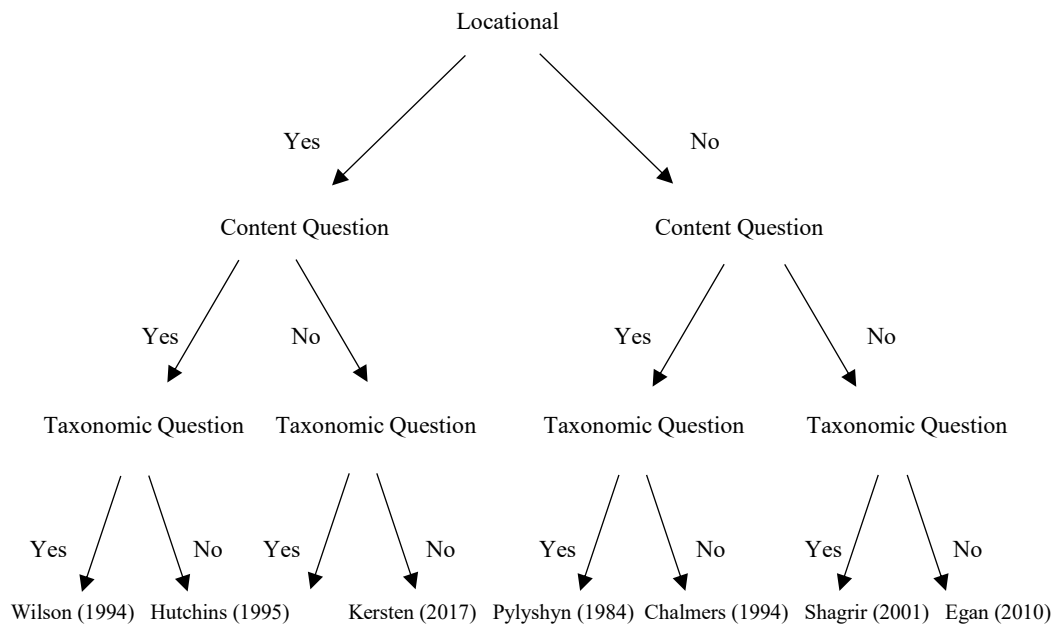 Locational
Yes No
Content Question Content Question
Yes No Yes No
Taxonomic Question Taxonomic Question Taxonomic Question Taxonomic Question
Yes No Yes No Yes No Yes No
Wilson (1994) Hutchins (1995) Kersten (2017) Pylyshyn (1984) Chalmers (1994) Shagrir (2001) Egan (2010)